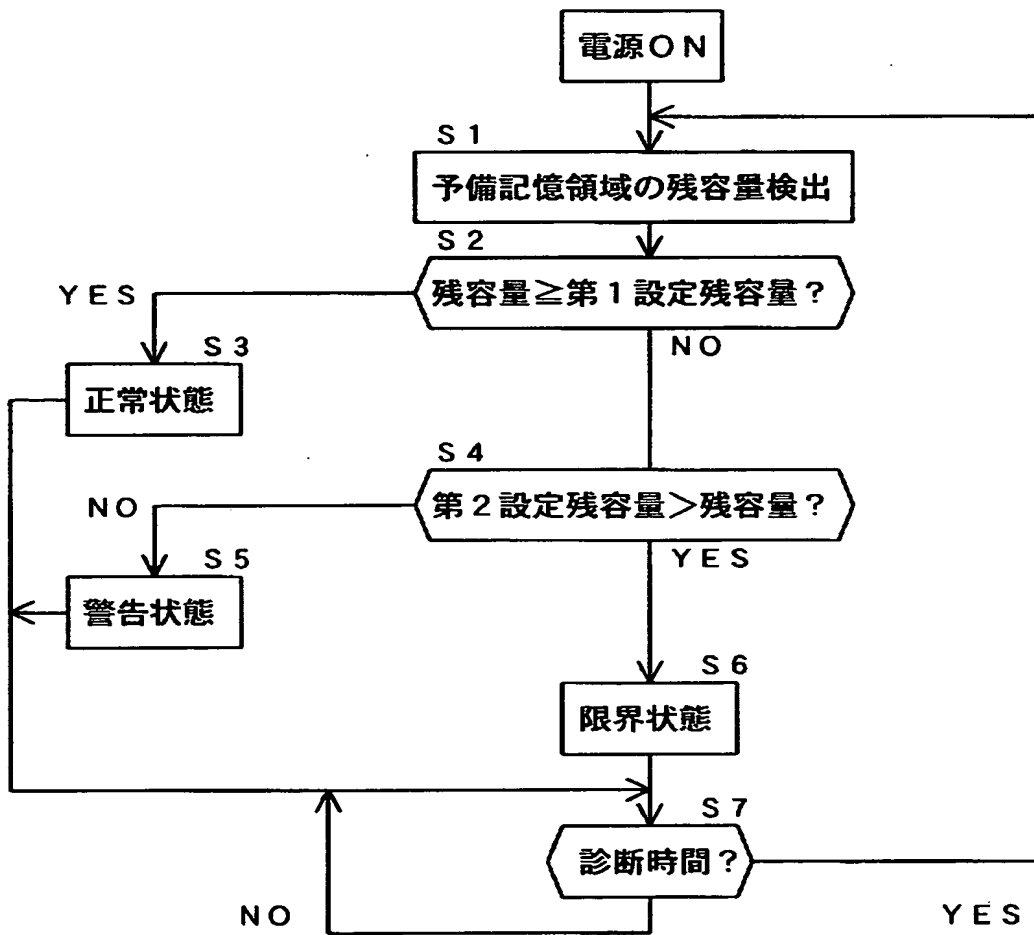 電源ON
S1
予備記憶領域の残容量検出
S2
残容量≧第1設定残容量?
YES
NO
S3
正常状態
S4
第2設定残容量>残容量?
NO
YES
S5
警告状態
S6
限界状態
S7
診断時間?
NO
YES